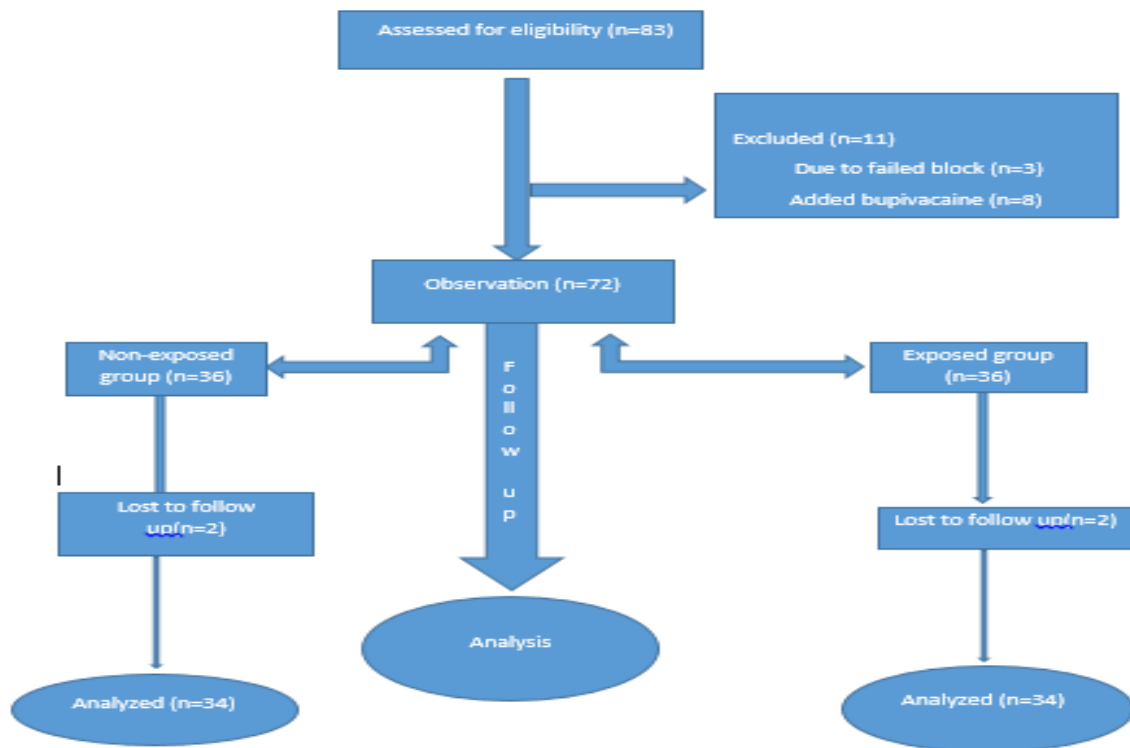 Assessed for eligibility (n=83)
Excluded (n=11)
Due to failed block (n=3)
Added bupivacaine (n=8)
Observation (n=72)
Non-exposed
group (n=36)
Exposed group
(n=36)
Follow up
Lost to follow
up(n=2)
Lost to follow up(n=2)
Analysis
Analyzed (n=34)
Analyzed (n=34)